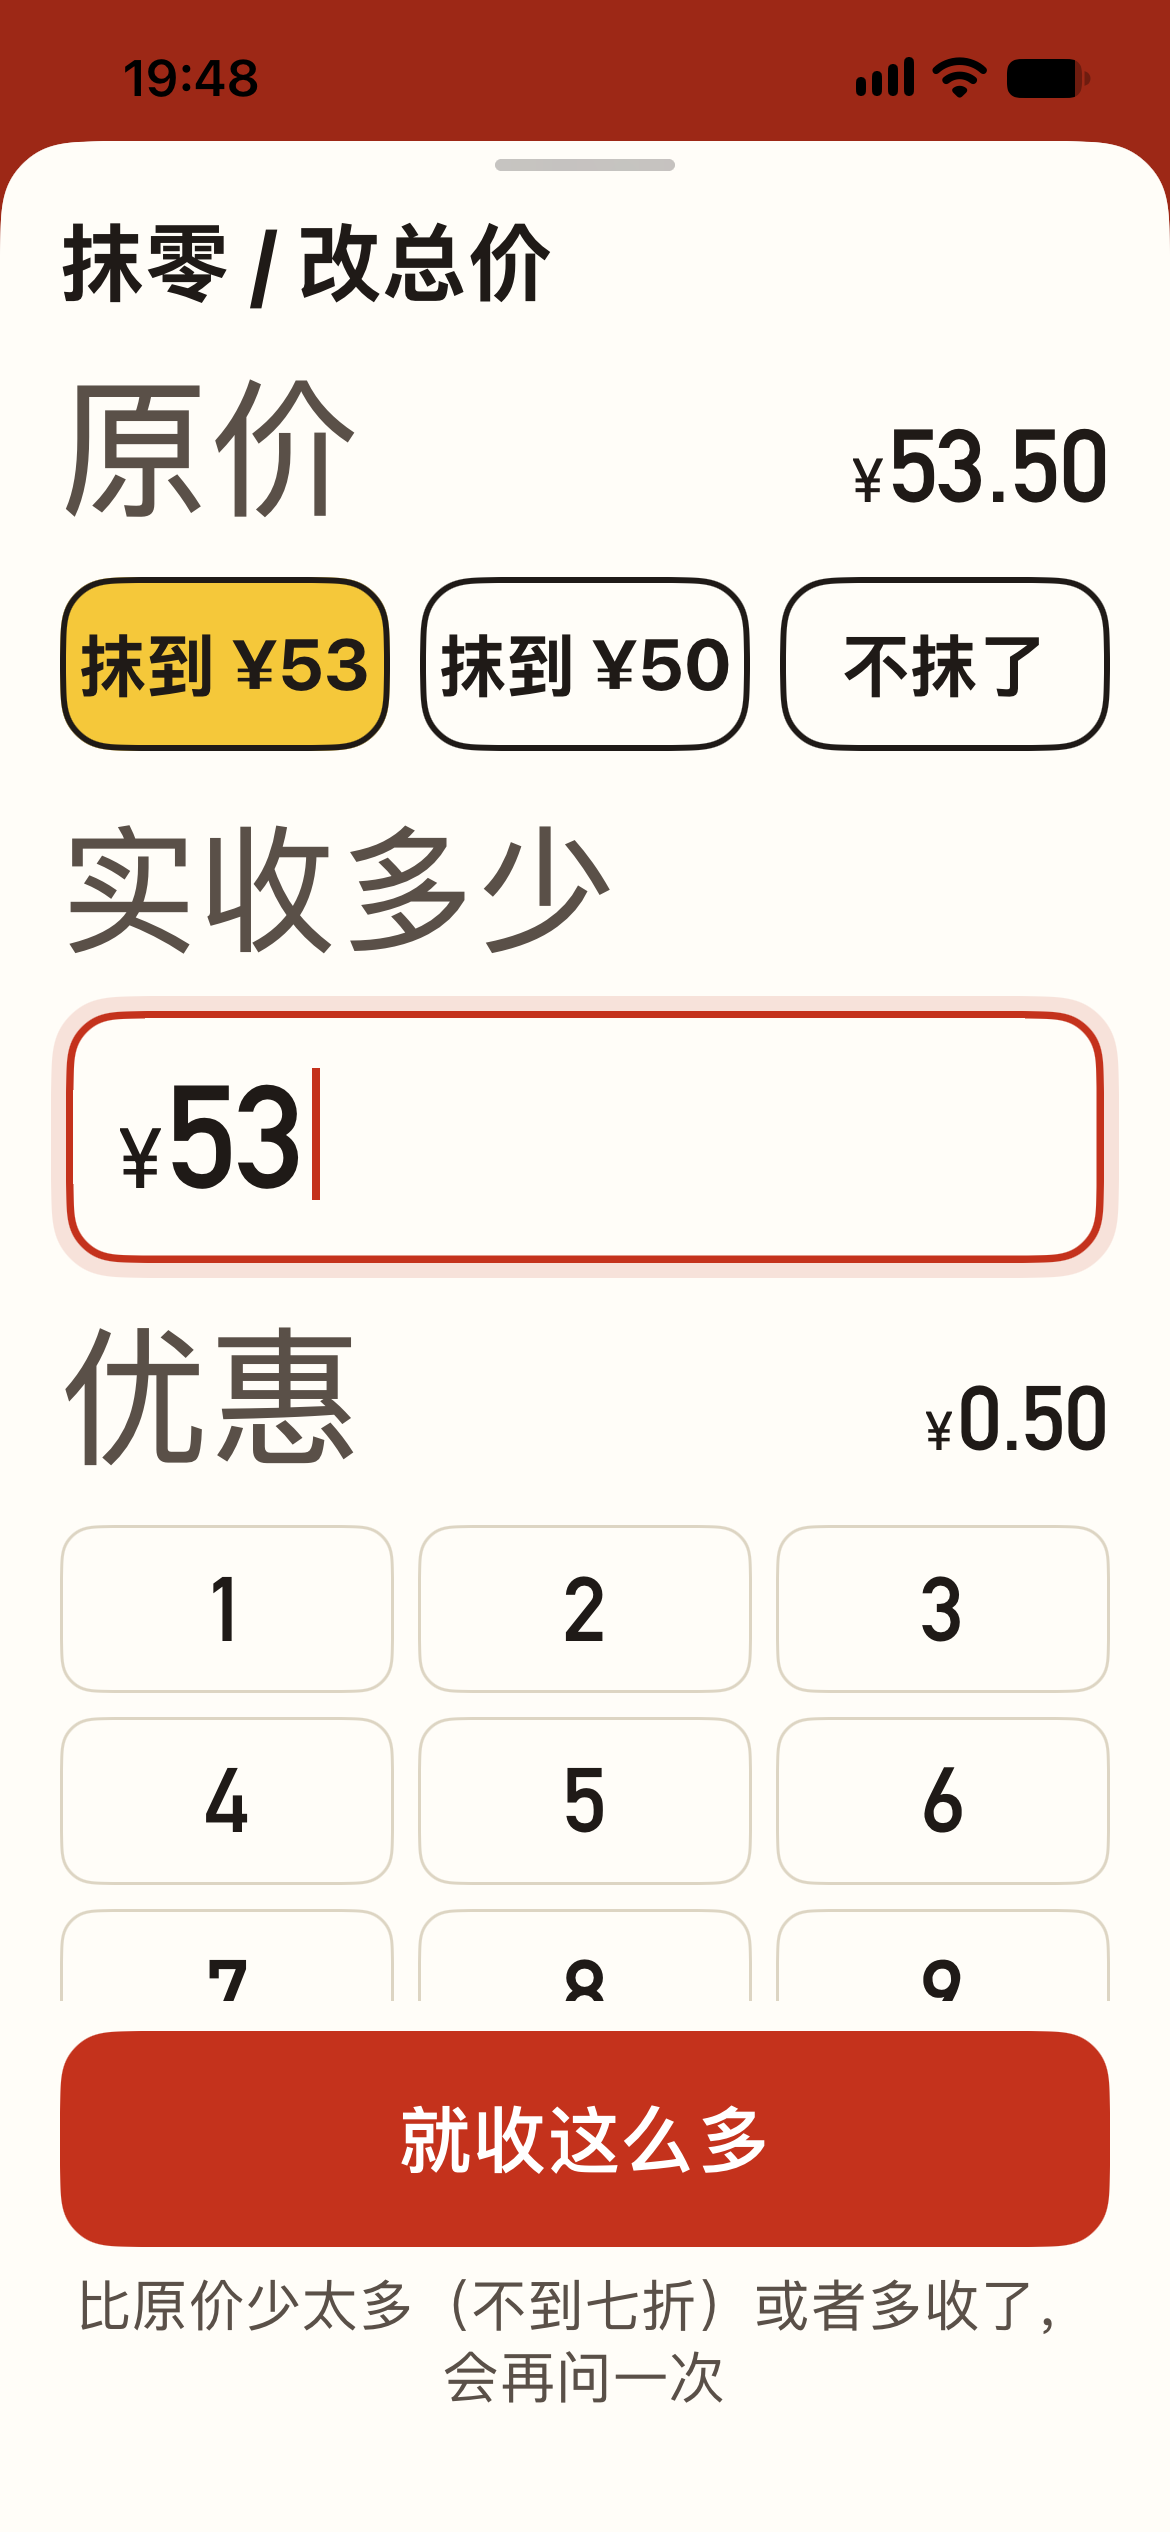 19:48
抹零 / 改总价
原价 ¥53.50
抹到 ¥53 抹到 ¥50 不抹了
实收多少
¥53
优惠 ¥0.50
1 2 3
4 5 6
7 8 9
就收这么多
比原价少太多（不到七折）或者多收了，
会再问一次